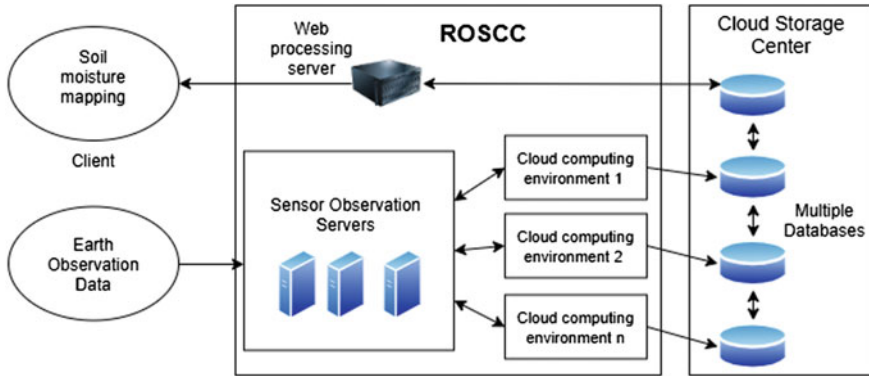 ROSCC
Web
processing
server
Cloud Storage
Center
Soil
moisture
mapping
Client
Cloud computing
environment 1
Sensor Observation
Servers
Cloud computing
environment 2
Multiple
Databases
Earth
Observation
Data
Cloud computing
environment n